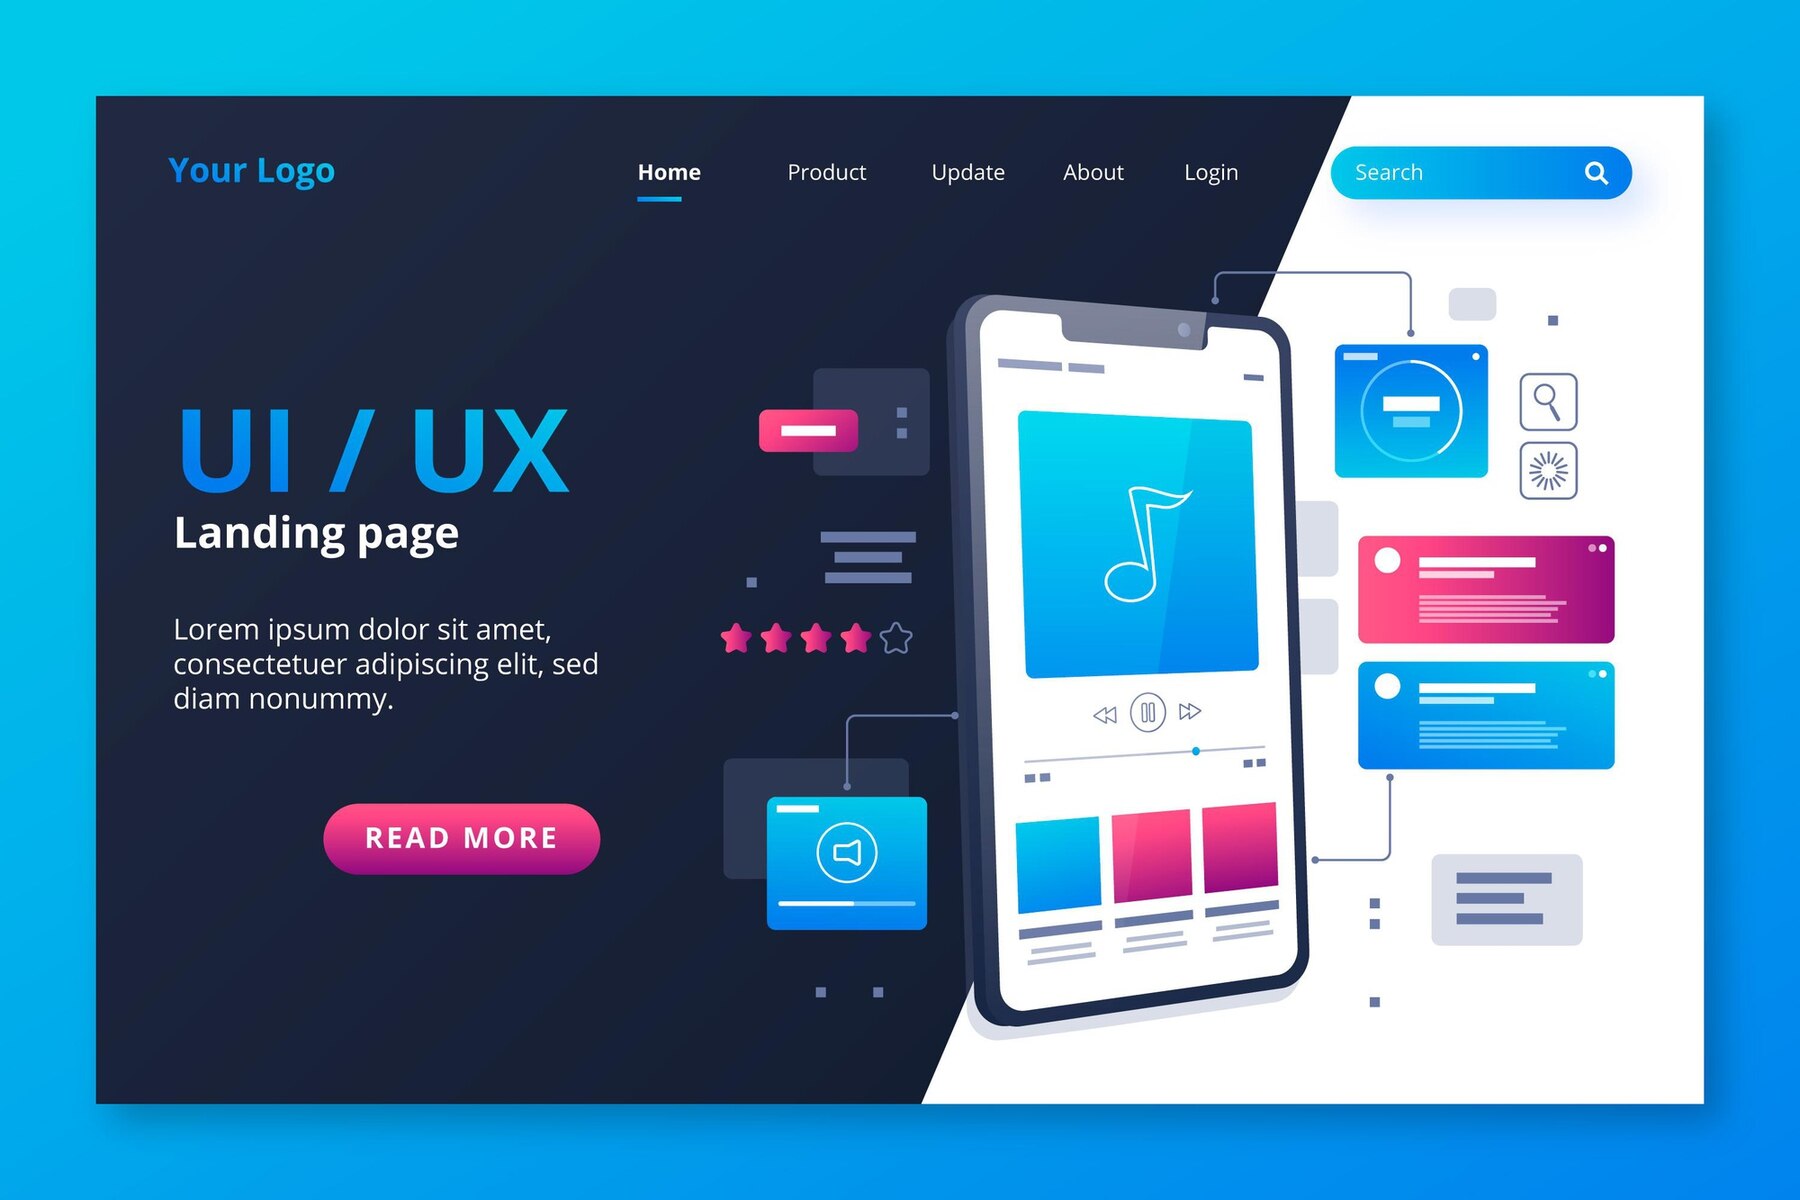 Your Logo
Home Product Update About Login Search
UI / UX
Landing page
Lorem ipsum dolor sit amet,
consectetuer adipiscing elit, sed
diam nonummy.
READ MORE